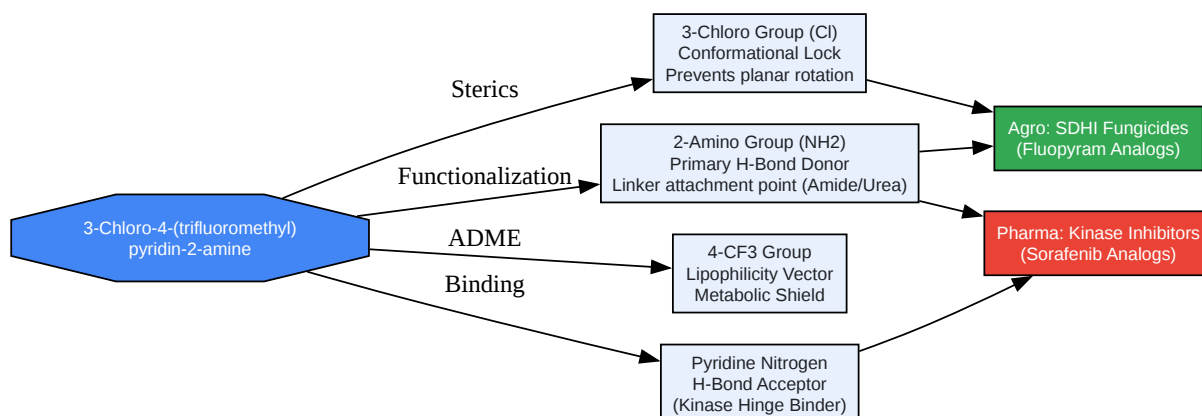 3-Chloro-4-(trifluoromethyl)
pyridin-2-amine
Sterics
Functionalization
ADME
Binding
3-Chloro Group (Cl)
Conformational Lock
Prevents planar rotation
2-Amino Group (NH2)
Primary H-Bond Donor
Linker attachment point (Amide/Urea)
4-CF3 Group
Lipophilicity Vector
Metabolic Shield
Pyridine Nitrogen
H-Bond Acceptor
(Kinase Hinge Binder)
Agro: SDHI Fungicides
(Fluopyram Analogs)
Pharma: Kinase Inhibitors
(Sorafenib Analogs)